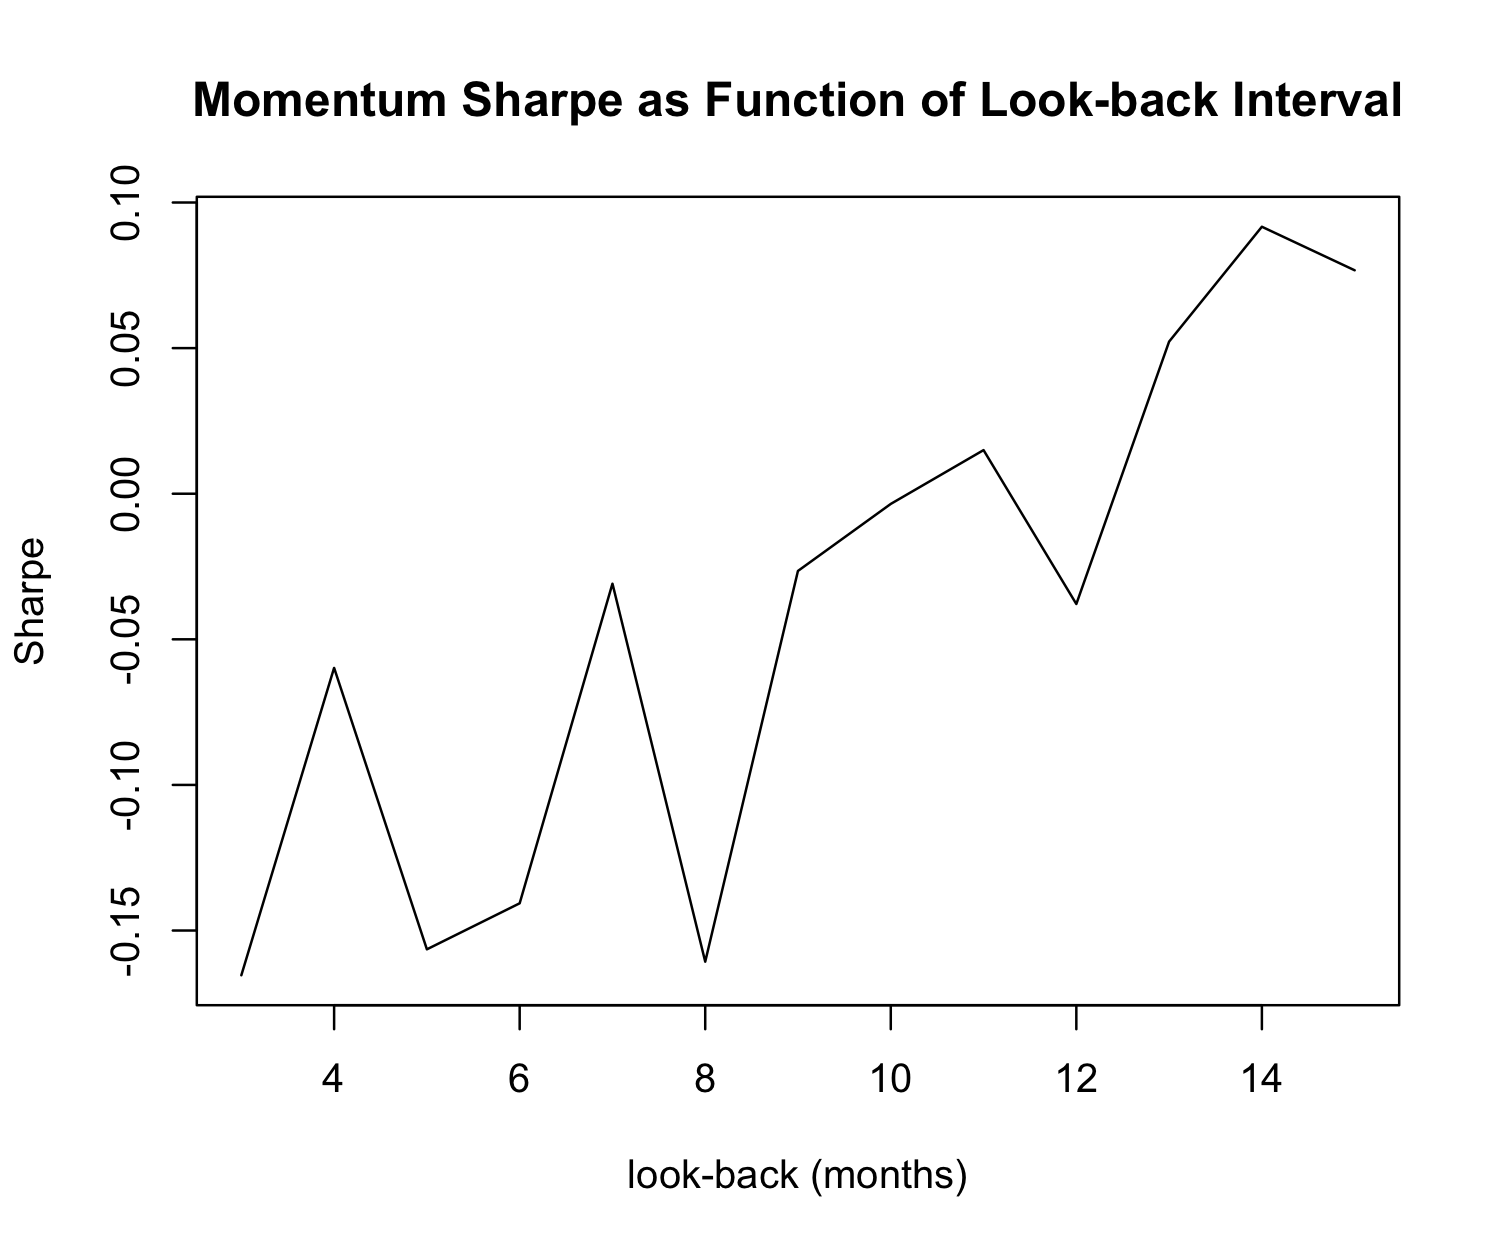 Momentum Sharpe as Function of Look-back Interval
0.10
0.05
0.00
-0.05
-0.10
-0.15
Sharpe
4 6 8 10 12 14
look-back (months)